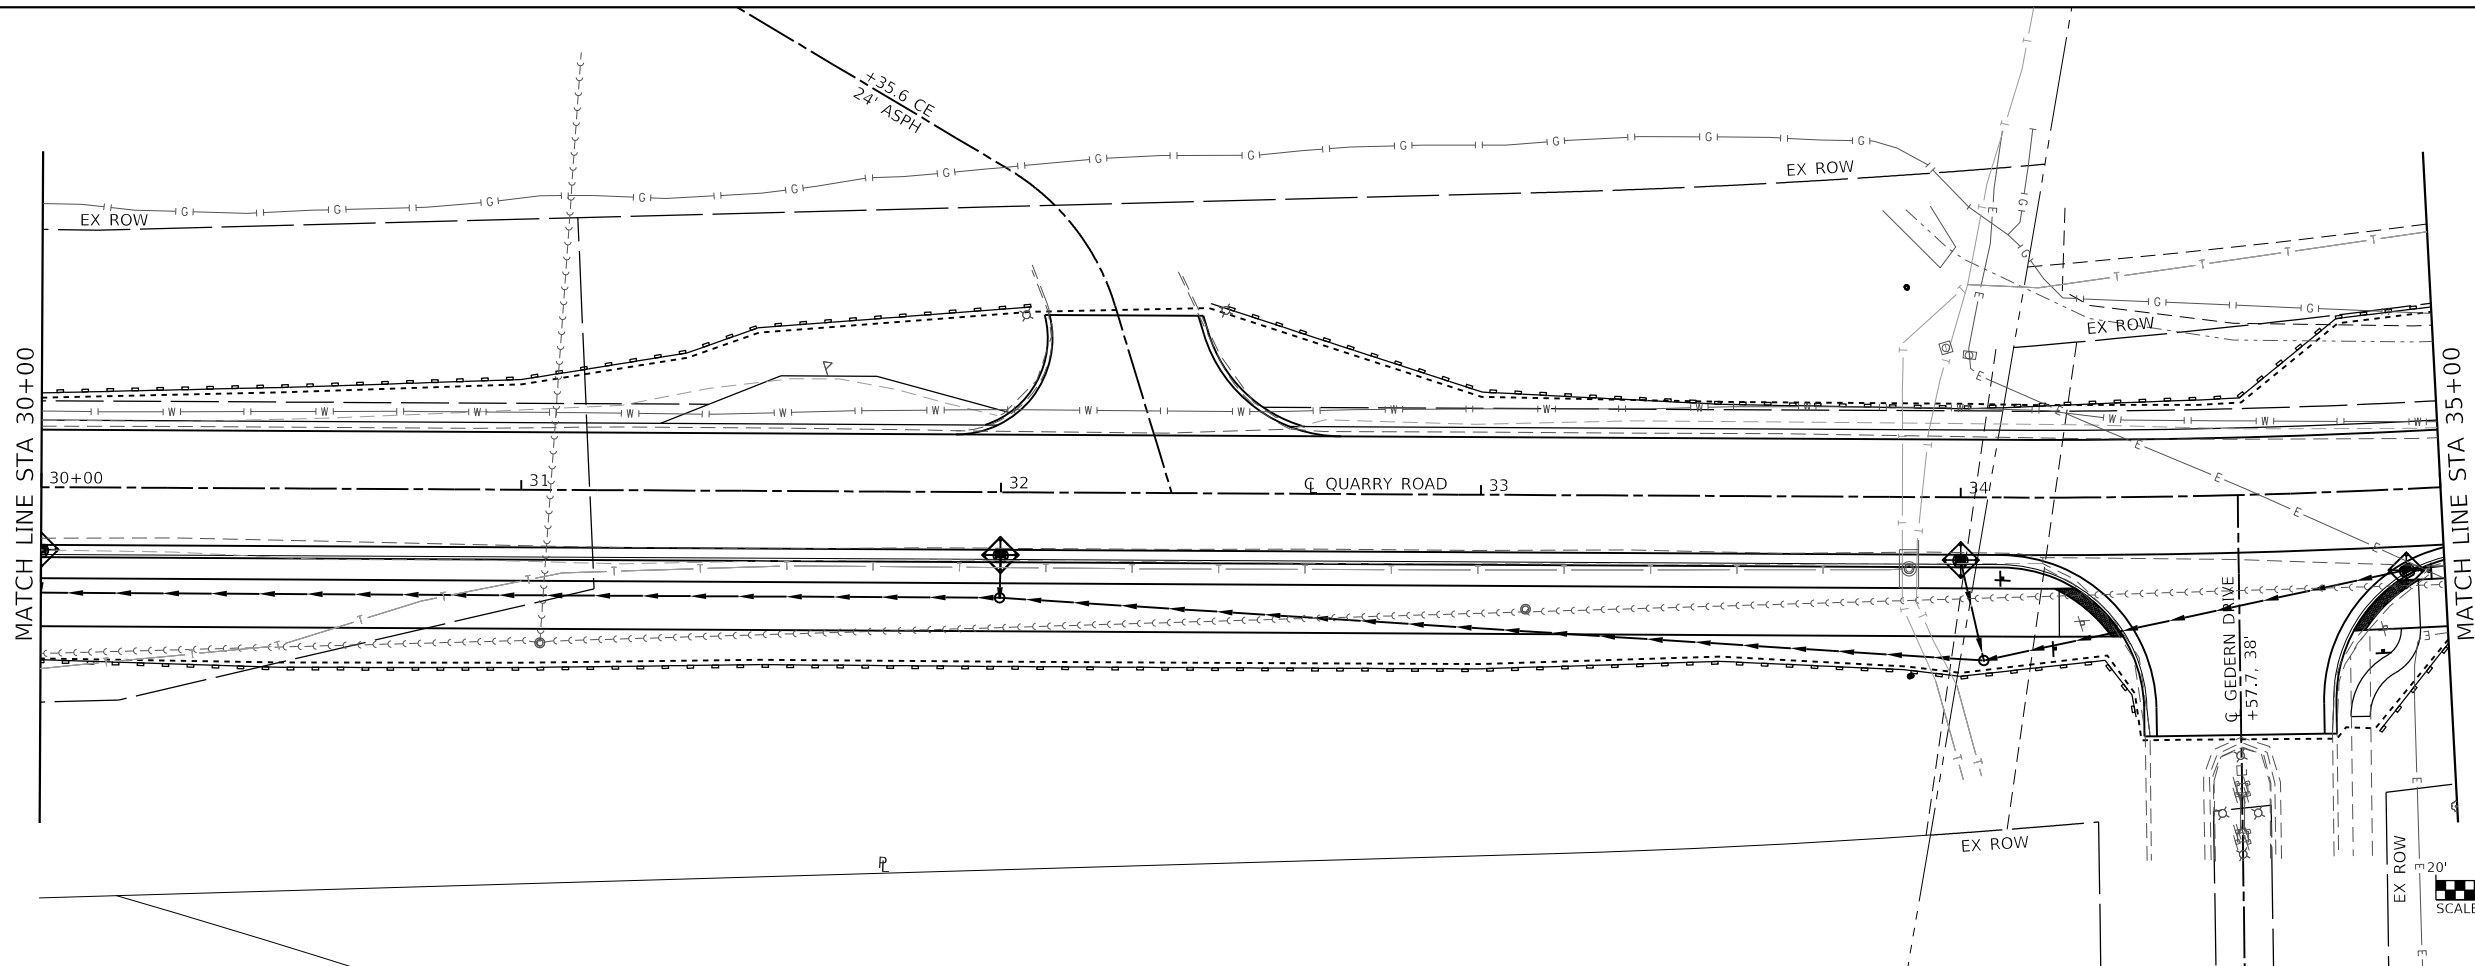 +35.6 CE
24' ASPH
EX ROW
EX ROW
EX ROW
MATCH LINE STA 30+00
MATCH LINE STA 35+00
30+00
31
32
℄ QUARRY ROAD
33
34
℄ GEDERN DRIVE
+57.7, 38'
EX ROW
EX ROW
PL
20'
SCALE
G G G G G G G G G G G G G G G G
W W W W W W W W W W W W W W W
T T T T T T T T T T T T T
E E E E E E E E E E